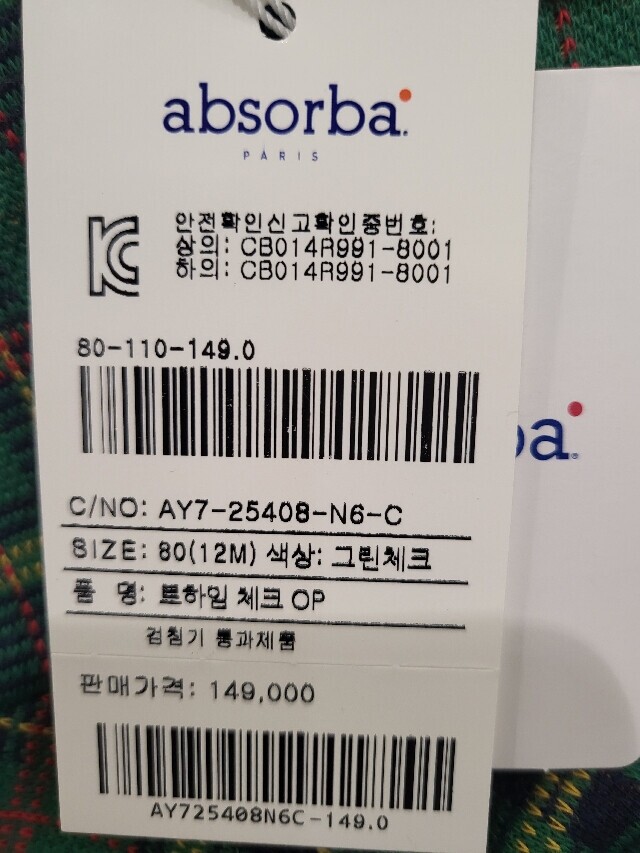 absorba.
PARIS
안전확인신고확인증번호:
상의: CB014R991-8001
하의: CB014R991-8001
80-110-149.0
C/NO: AY7-25408-N6-C
SIZE: 80(12M) 색상: 그린체크
품 명: 트하임 체크 OP
검침기 통과제품
판매가격: 149,000
AY725408N6C-149.0
ba.